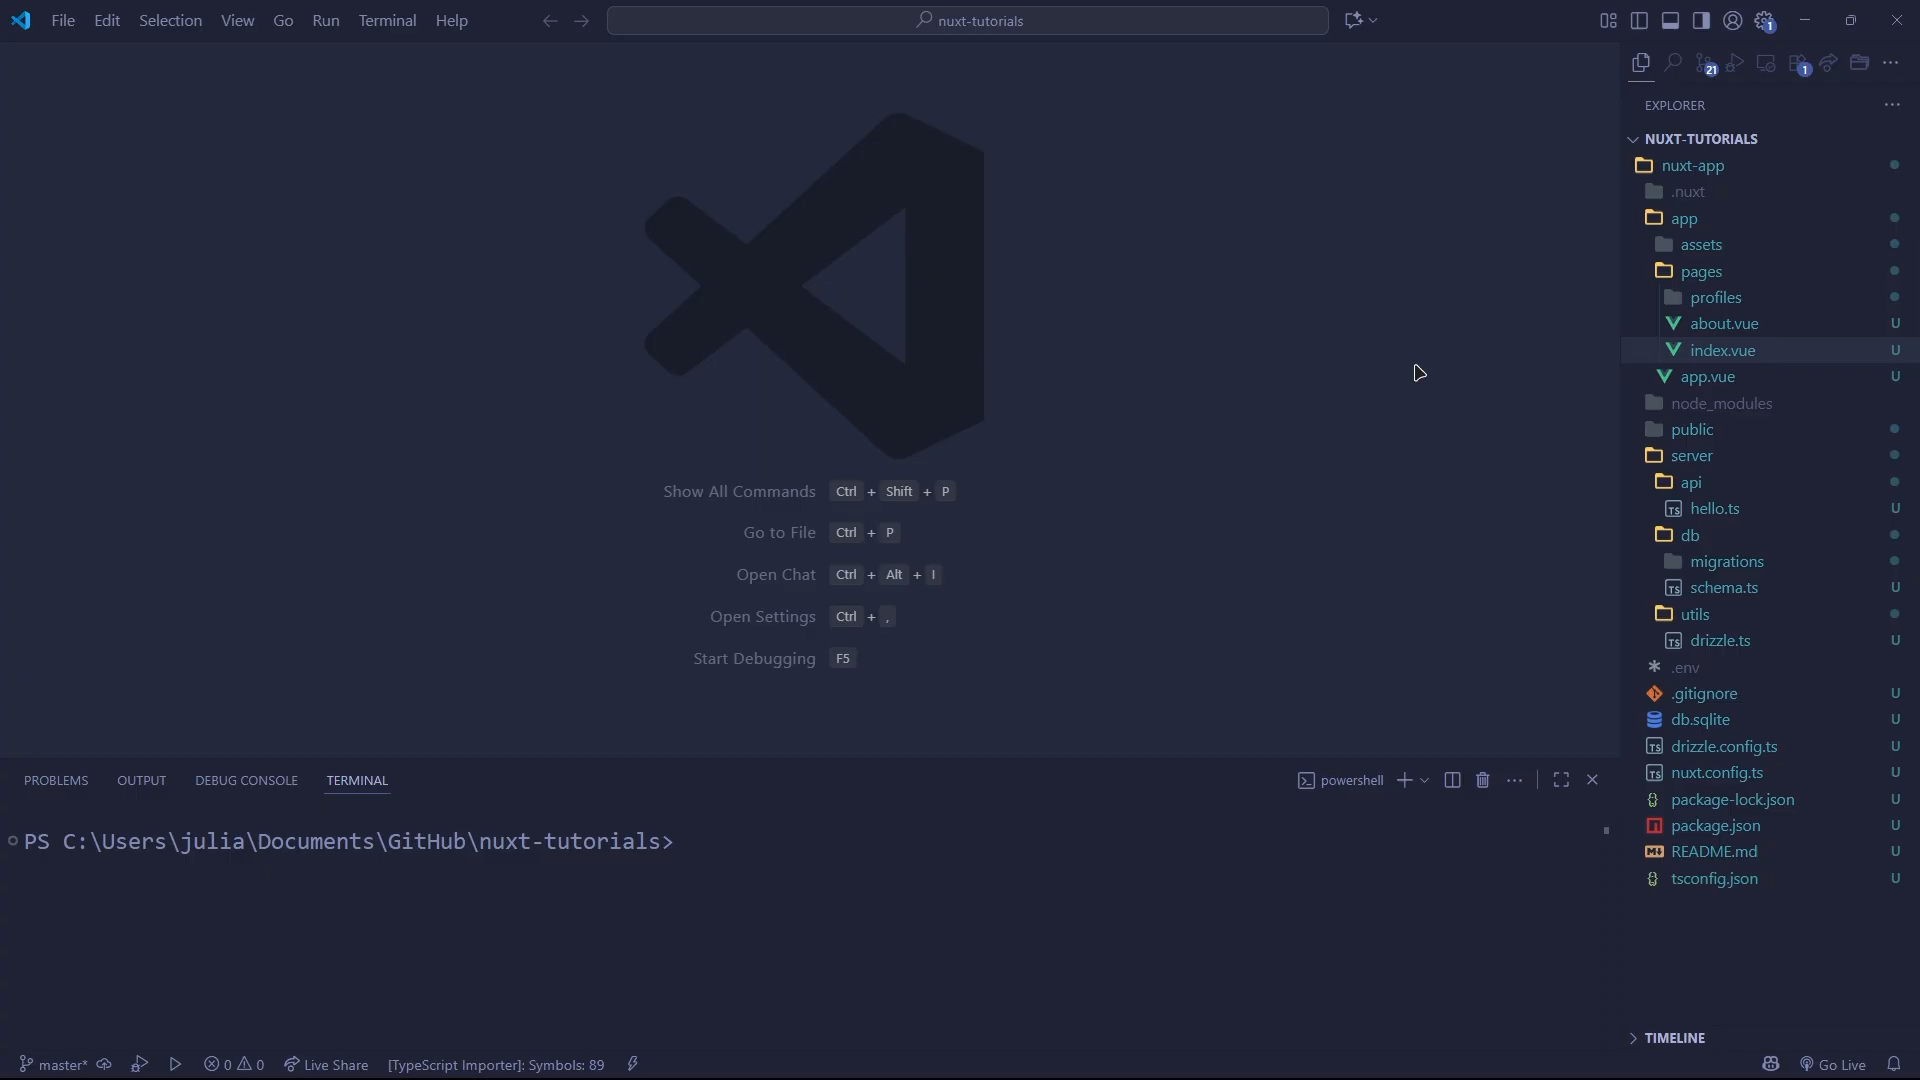 File Edit Selection View Go Run Terminal Help
nuxt-tutorials
1
21
1
EXPLORER
NUXT-TUTORIALS
nuxt-app
.nuxt
app
assets
pages
profiles
about.vue U
index.vue U
app.vue U
node_modules
public
server
api
hello.ts U
db
migrations
schema.ts U
utils
drizzle.ts U
.env
.gitignore U
db.sqlite U
drizzle.config.ts U
nuxt.config.ts U
package-lock.json U
package.json U
README.md U
tsconfig.json U
TIMELINE
Show All Commands Ctrl + Shift + P
Go to File Ctrl + P
Open Chat Ctrl + Alt + I
Open Settings Ctrl + ,
Start Debugging F5
PROBLEMS OUTPUT DEBUG CONSOLE TERMINAL
powershell
PS C:\Users\julia\Documents\GitHub\nuxt-tutorials>
master* 0 0 Live Share [TypeScript Importer]: Symbols: 89 Go Live